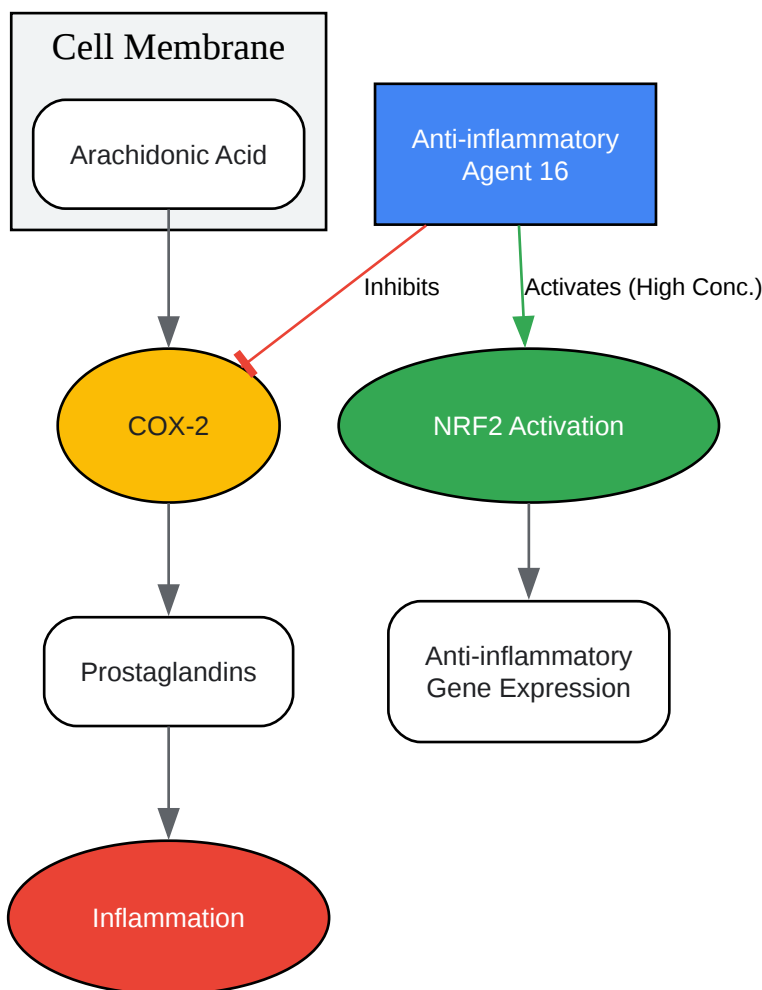 Cell Membrane
Arachidonic Acid
Anti-inflammatory
Agent 16
Inhibits
Activates (High Conc.)
COX-2
NRF2 Activation
Prostaglandins
Anti-inflammatory
Gene Expression
Inflammation